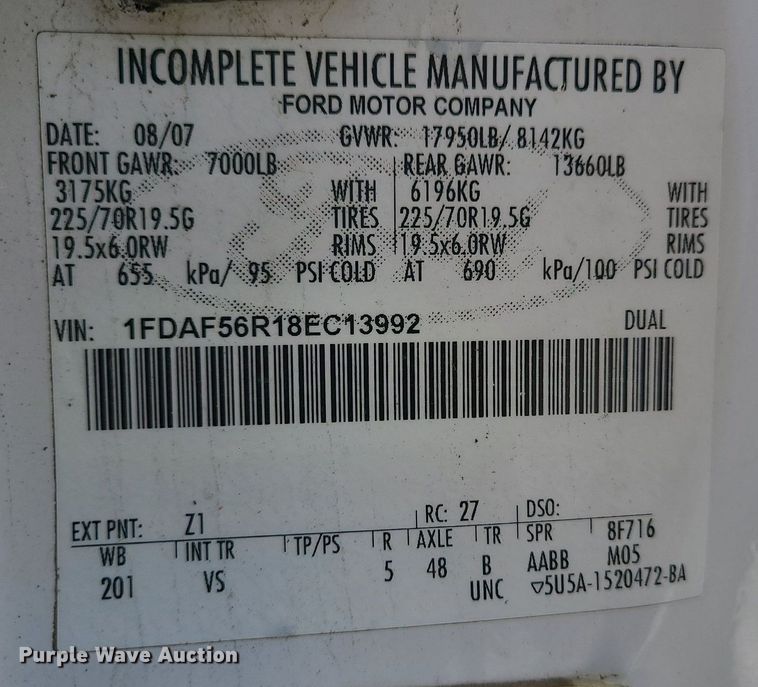 INCOMPLETE VEHICLE MANUFACTURED BY
FORD MOTOR COMPANY
DATE: 08/07 GVWR: 17950LB/ 8142KG
FRONT GAWR: 7000LB REAR GAWR: 13660LB
3175KG WITH 6196KG WITH
225/70R19.5G TIRES 225/70R19.5G TIRES
19.5x6.0RW RIMS 19.5x6.0RW RIMS
AT 655 kPa/ 95 PSI COLD AT 690 kPa/100 PSI COLD
VIN: 1FDAF56R18EC13992 DUAL
EXT PNT: Z1 RC: 27 DSO:
WB INT TR TP/PS R AXLE TR SPR 8F716
201 VS 5 48 B AABB M05
UNC ▽5U5A-1520472-BA
Purple Wave Auction